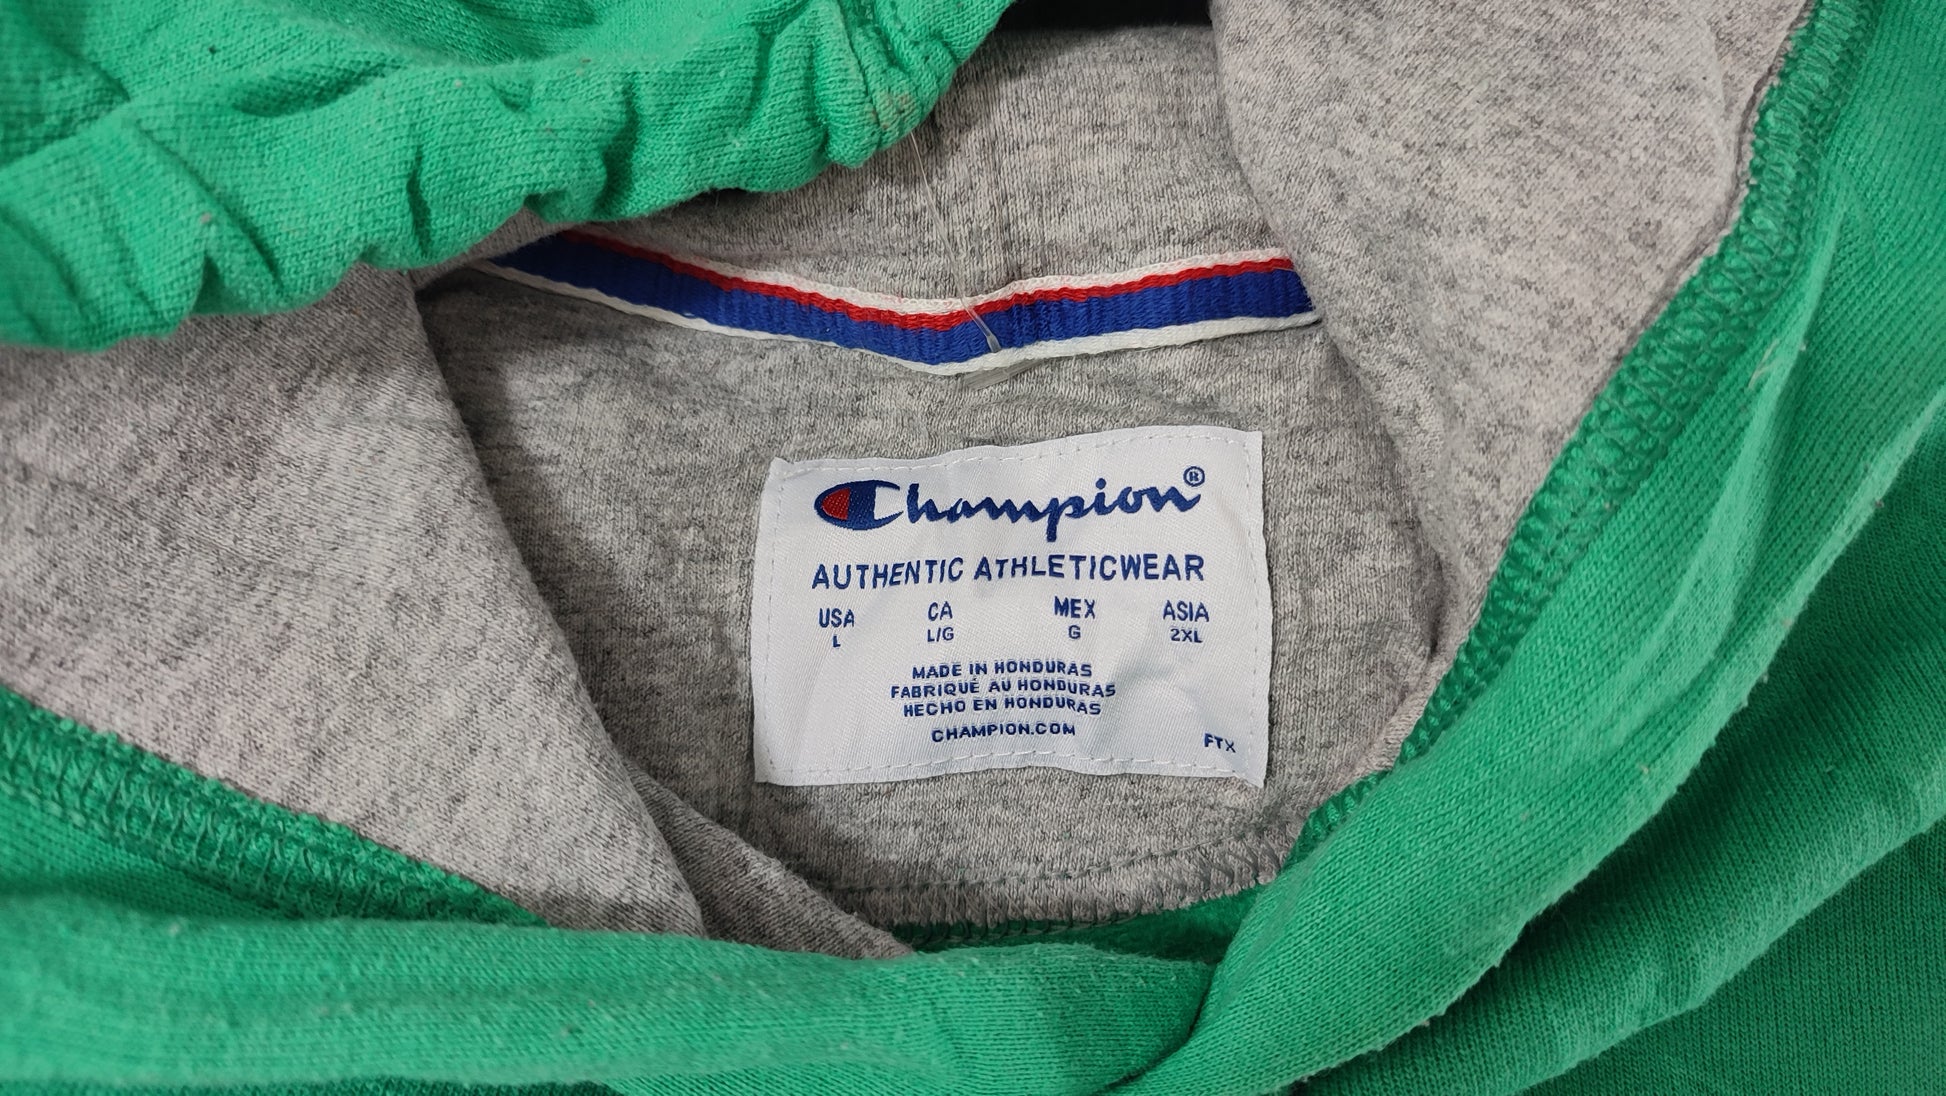 Champion®
AUTHENTIC ATHLETICWEAR
USA CA MEX ASIA
L L/G G 2XL
MADE IN HONDURAS
FABRIQUÉ AU HONDURAS
HECHO EN HONDURAS
CHAMPION.COM
FTX